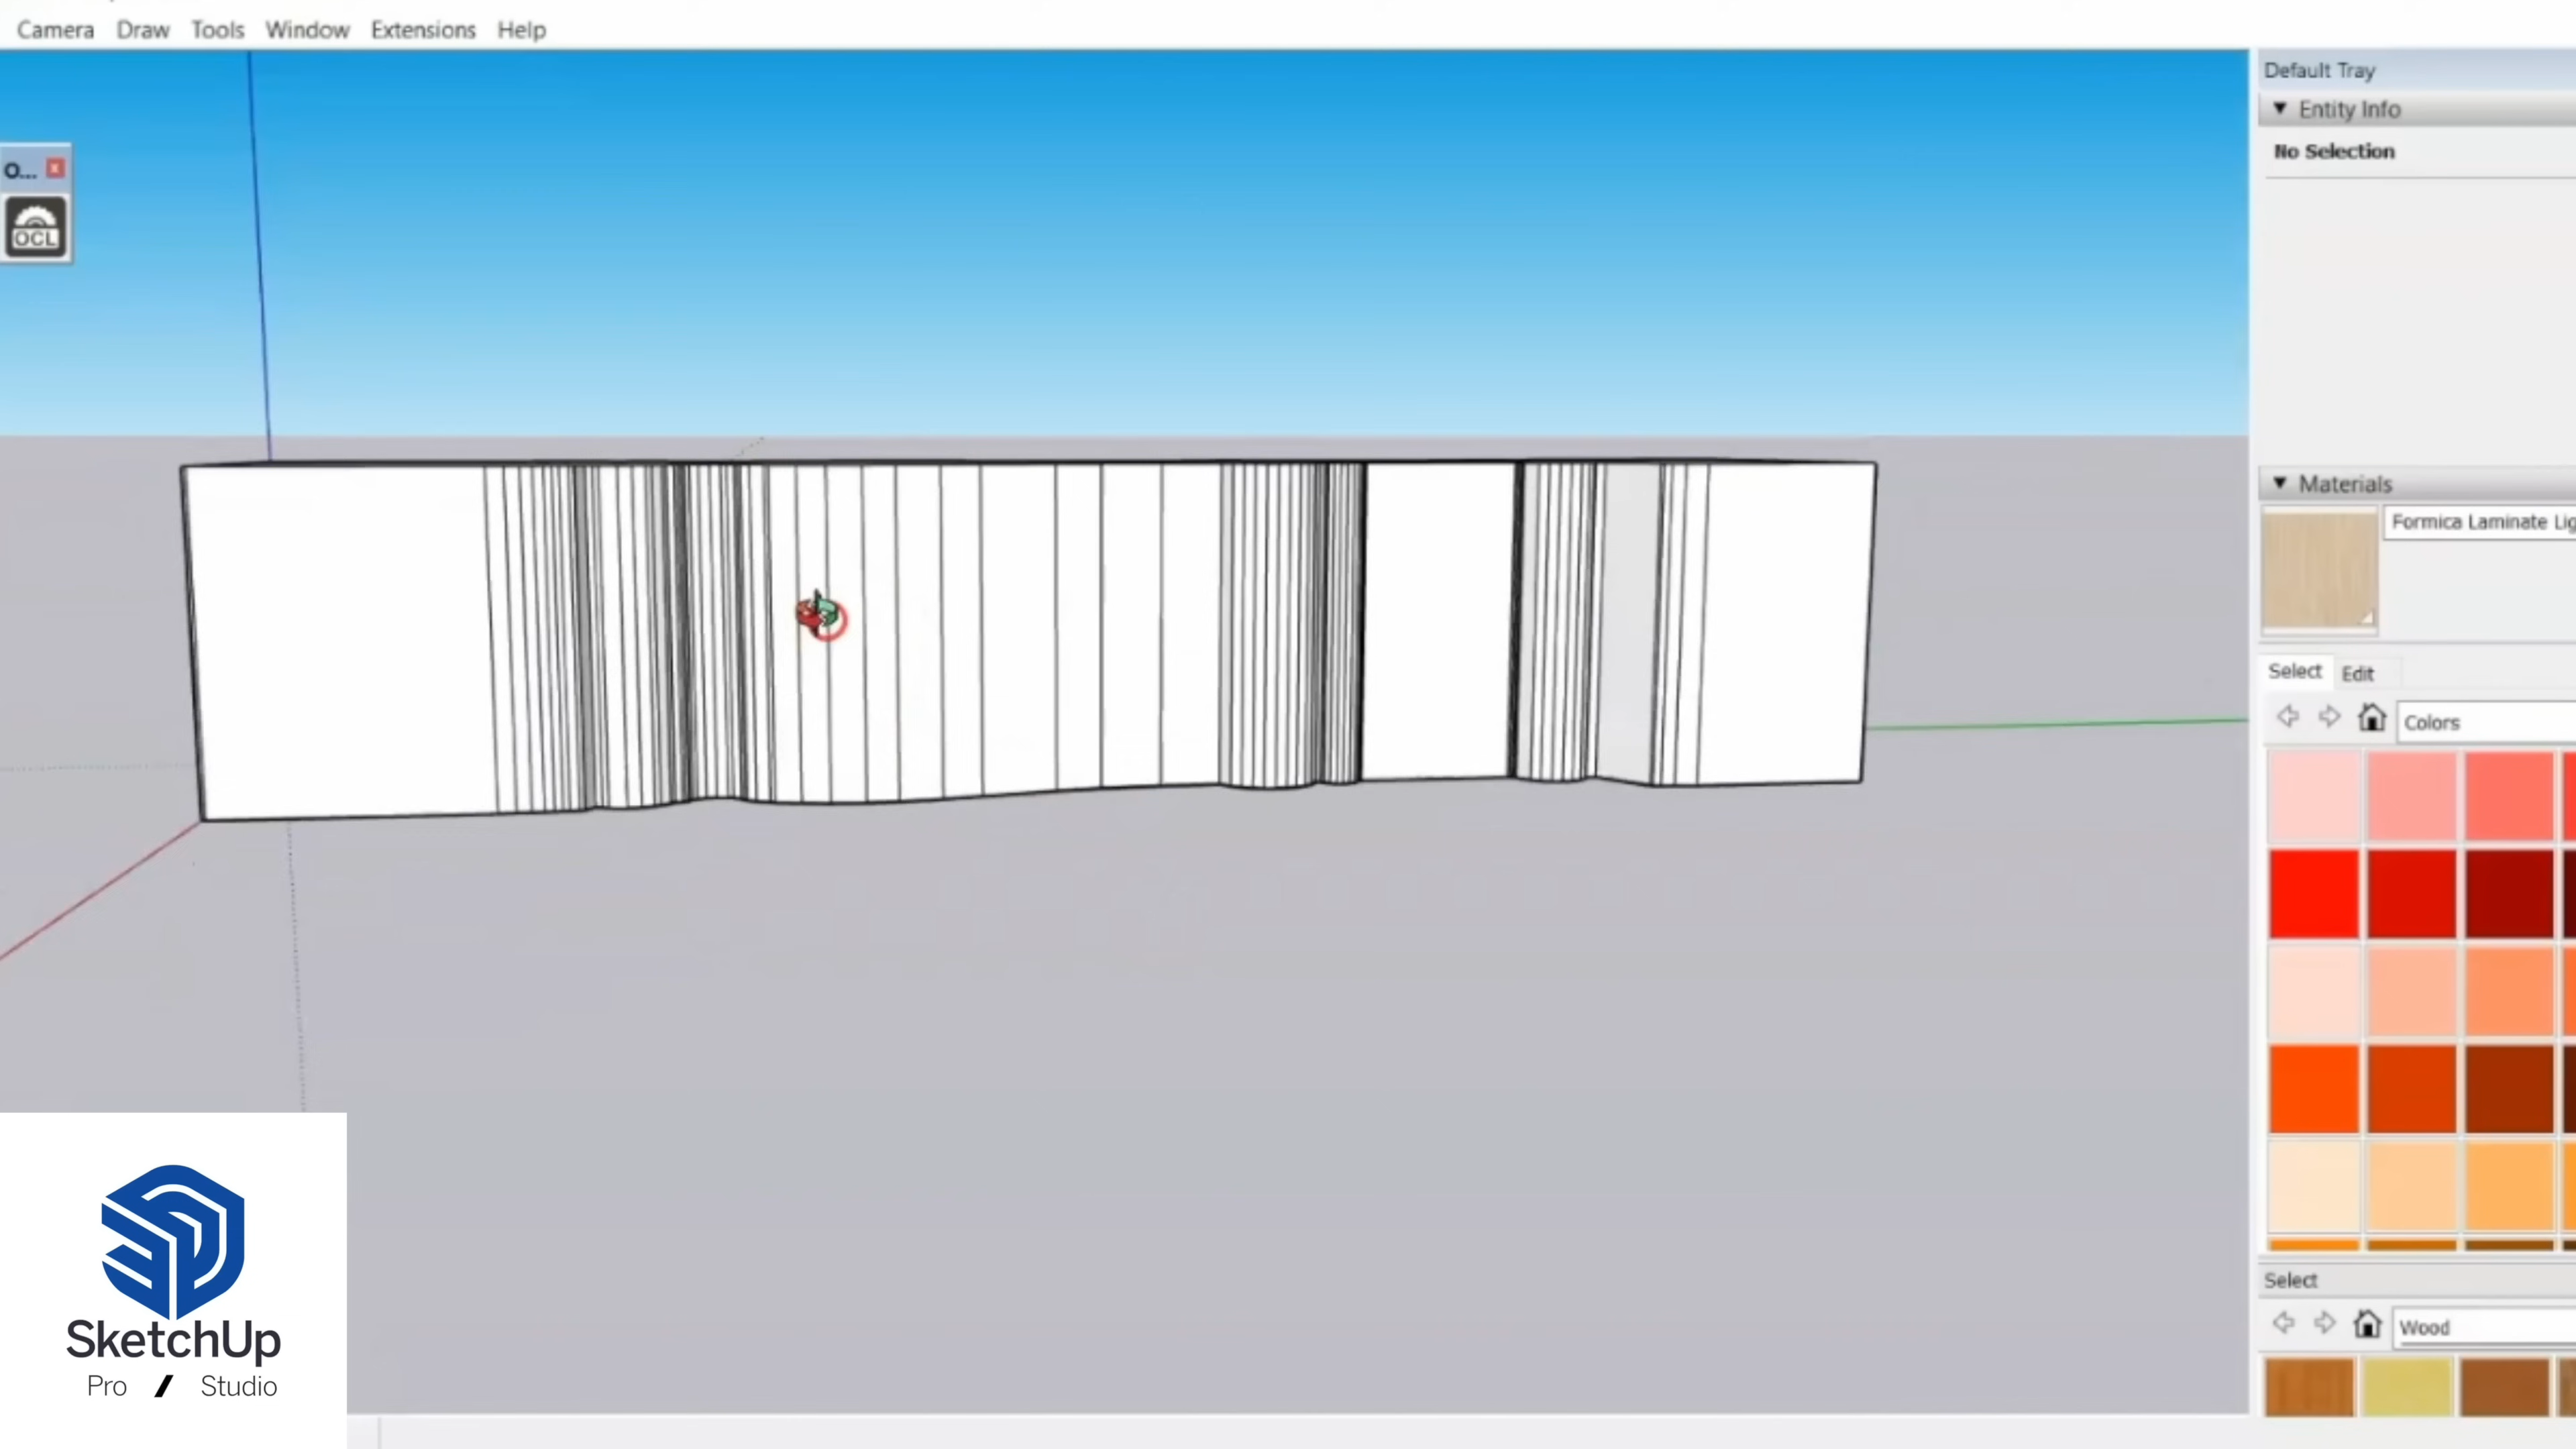 Camera Draw Tools Window Extensions Help
Default Tray
Entity Info
O...
No Selection
OCL
Materials
Formica Laminate Lig
Select Edit
Colors
Select
Wood
SketchUp
Pro / Studio